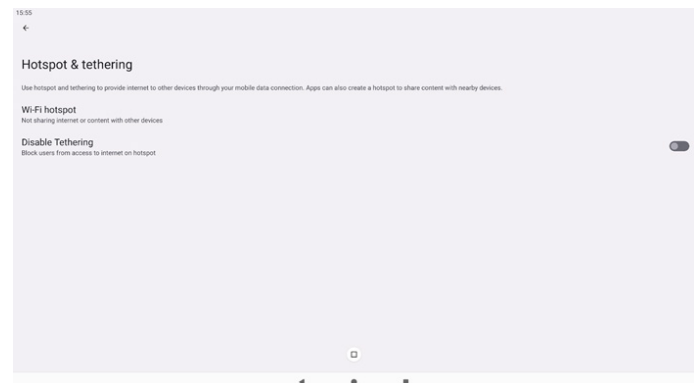 15:55
Hotspot & tethering
Use hotspot and tethering to provide internet to other devices through your mobile data connection. Apps can also create a hotspot to share content with nearby devices.
Wi-Fi hotspot
Not sharing internet or content with other devices
Disable Tethering
Block users from access to internet on hotspot